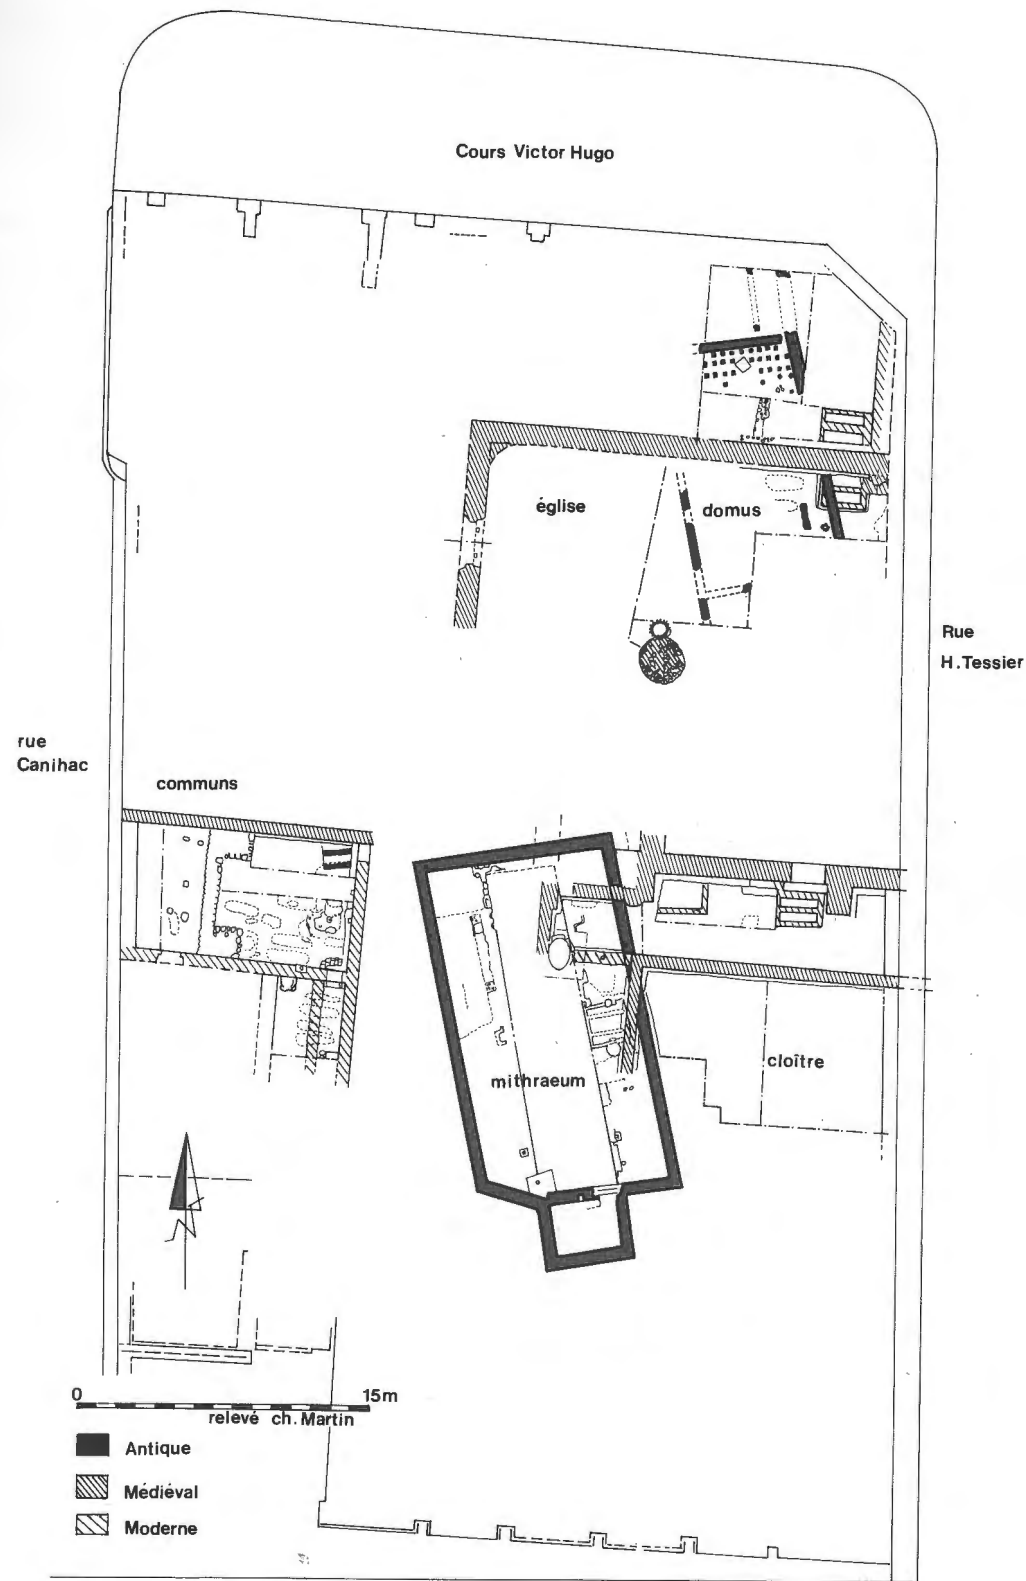 Cours Victor Hugo
église
domus
Rue
H.Tessier
rue
Canihac
communs
mithraeum
cloître
0 15m
relevé ch. Martin
Antique
Médiéval
Moderne